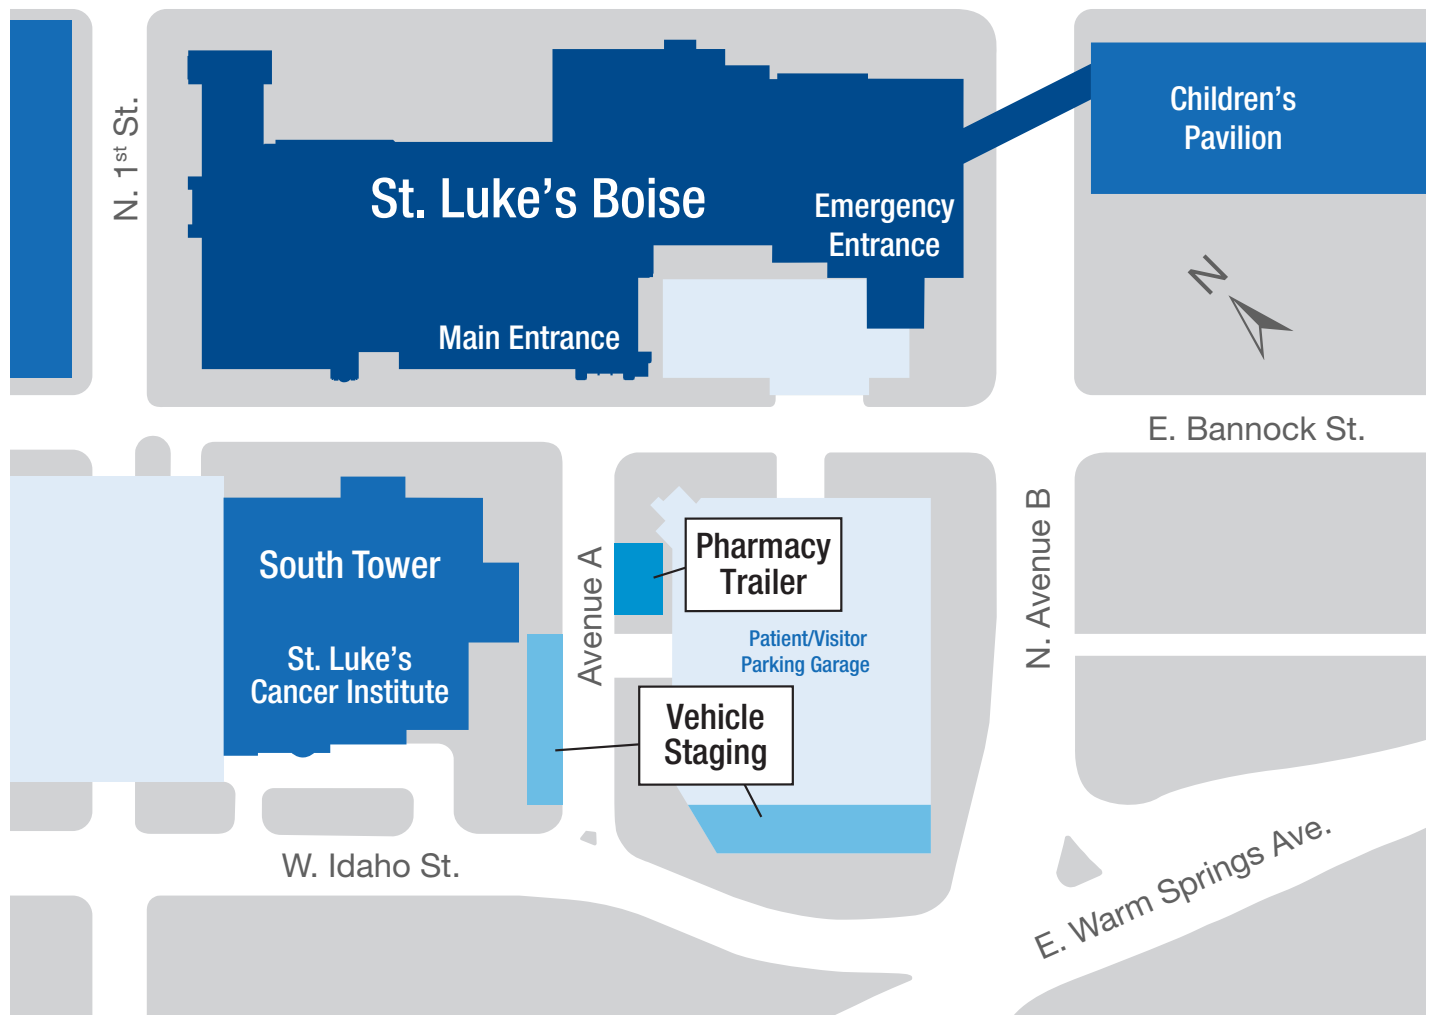 Children's
Pavilion
N. 1st St.
St. Luke's Boise
Emergency
Entrance
N
Main Entrance
E. Bannock St.
South Tower
St. Luke's
Cancer Institute
Avenue A
Pharmacy
Trailer
Patient/Visitor
Parking Garage
N. Avenue B
Vehicle
Staging
W. Idaho St.
E. Warm Springs Ave.